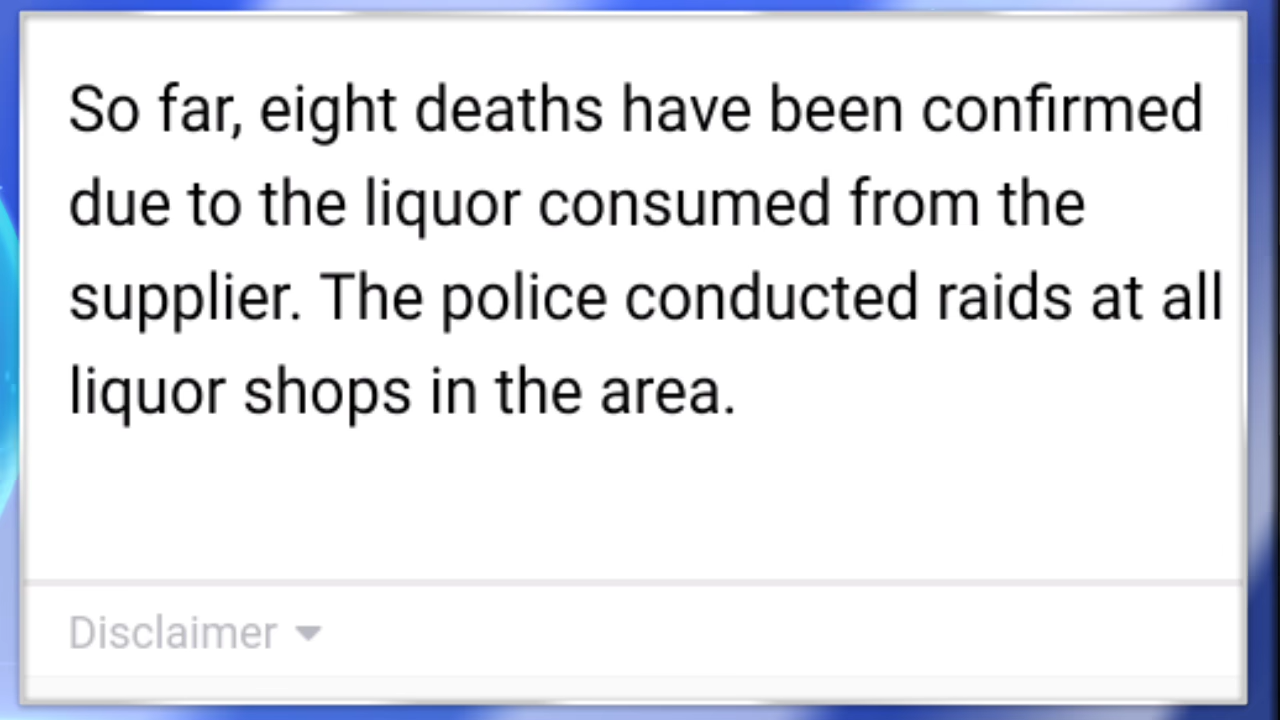 So far, eight deaths have been confirmed
due to the liquor consumed from the
supplier. The police conducted raids at all
liquor shops in the area.
Disclaimer